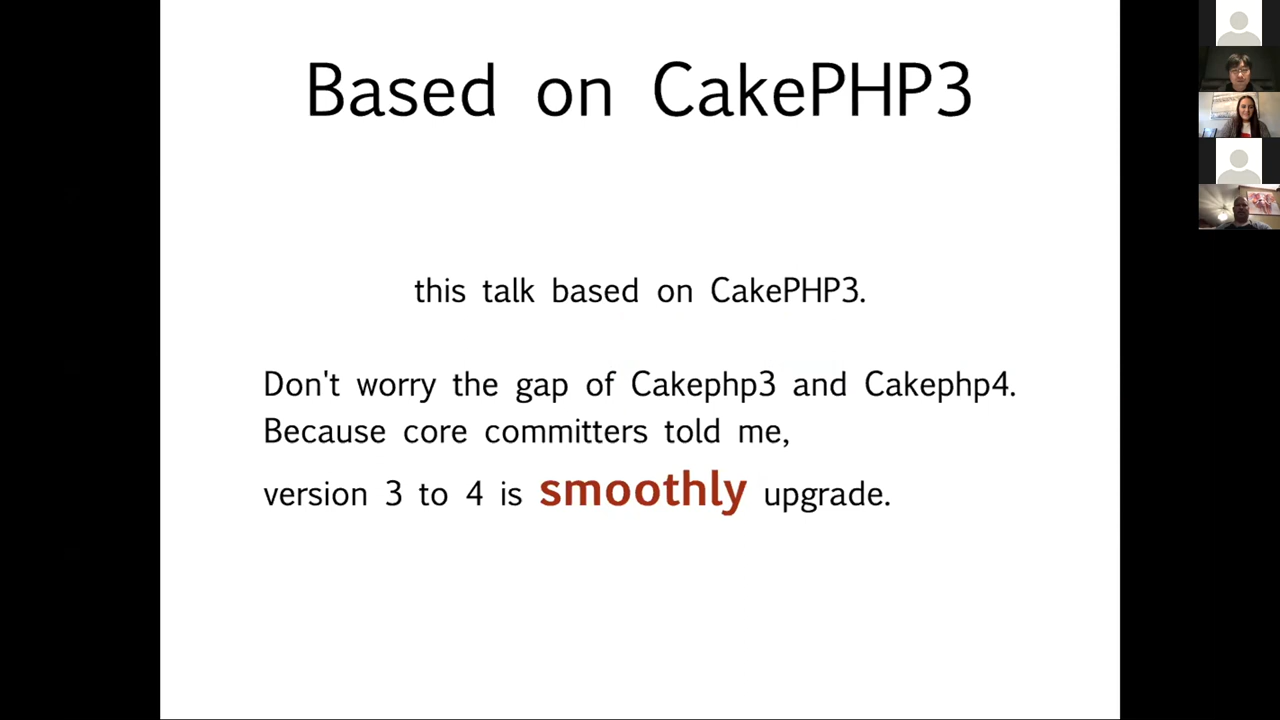 Based on CakePHP3
this talk based on CakePHP3.
Don't worry the gap of Cakephp3 and Cakephp4.
Because core committers told me,
version 3 to 4 is smoothly upgrade.